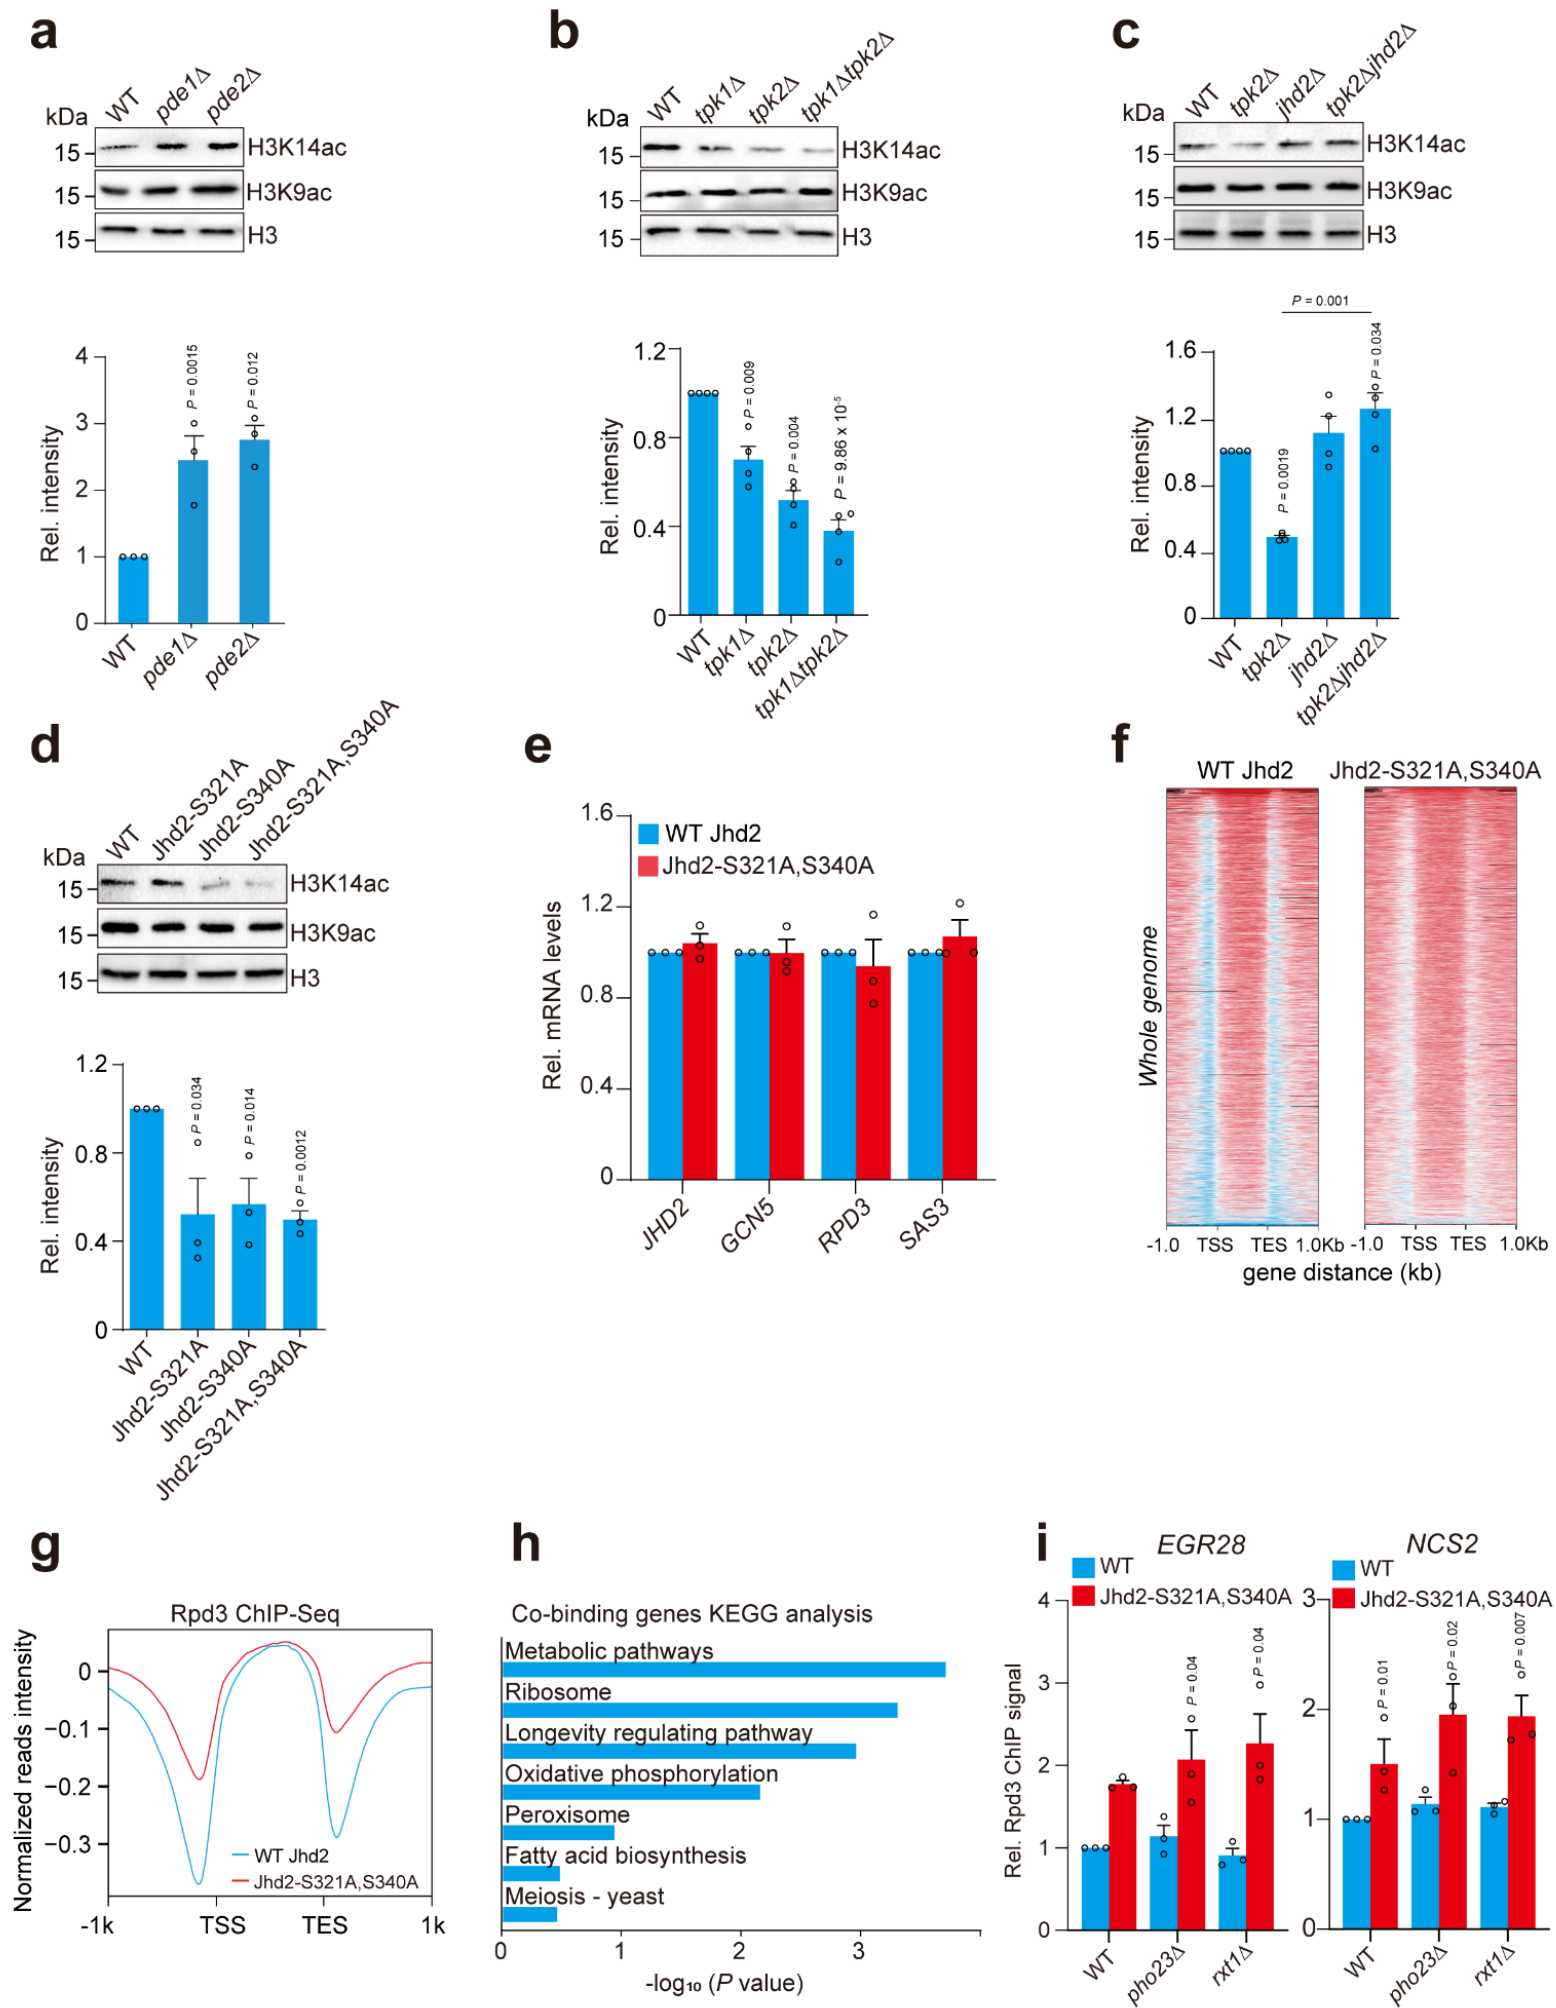 a
WT
pde1Δ
pde2Δ
kDa
15
H3K14ac
15
H3K9ac
15
H3
Rel. intensity
4
3
2
1
0
P = 0.0015
P = 0.012
WT
pde1Δ
pde2Δ
b
WT
tpk1Δ
tpk2Δ
tpk1Δtpk2Δ
kDa
15
H3K14ac
15
H3K9ac
15
H3
Rel. intensity
1.2
0.8
0.4
0
P = 0.009
P = 0.004
P = 9.86 x 10-5
WT
tpk1Δ
tpk2Δ
tpk1Δtpk2Δ
c
WT
tpk2Δ
jhd2Δ
tpk2Δjhd2Δ
kDa
15
H3K14ac
15
H3K9ac
15
H3
P = 0.001
Rel. intensity
1.6
1.2
0.8
0.4
0
P = 0.0019
P = 0.034
WT
tpk2Δ
jhd2Δ
tpk2Δjhd2Δ
d
WT
Jhd2-S321A
Jhd2-S340A
Jhd2-S321A,S340A
kDa
15
H3K14ac
15
H3K9ac
15
H3
Rel. intensity
1.2
0.8
0.4
0
P = 0.034
P = 0.014
P = 0.0012
WT
Jhd2-S321A
Jhd2-S340A
Jhd2-S321A,S340A
e
Rel. mRNA levels
1.6
1.2
0.8
0.4
0
WT Jhd2
Jhd2-S321A,S340A
JHD2
GCN5
RPD3
SAS3
f
WT Jhd2
Jhd2-S321A,S340A
Whole genome
-1.0 TSS TES 1.0Kb
-1.0 TSS TES 1.0Kb
gene distance (kb)
g
Rpd3 ChIP-Seq
Normalized reads intensity
0
−0.1
−0.2
−0.3
WT Jhd2
Jhd2-S321A,S340A
-1k TSS TES 1k
h
Co-binding genes KEGG analysis
Metabolic pathways
Ribosome
Longevity regulating pathway
Oxidative phosphorylation
Peroxisome
Fatty acid biosynthesis
Meiosis - yeast
0 1 2 3
-log₁₀ (P value)
i
EGR28
WT
Jhd2-S321A,S340A
Rel. Rpd3 ChIP signal
4
3
2
1
0
P = 0.04
P = 0.04
WT
pho23Δ
rxt1Δ
NCS2
WT
Jhd2-S321A,S340A
3
2
1
0
P = 0.01
P = 0.02
P = 0.007
WT
pho23Δ
rxt1Δ